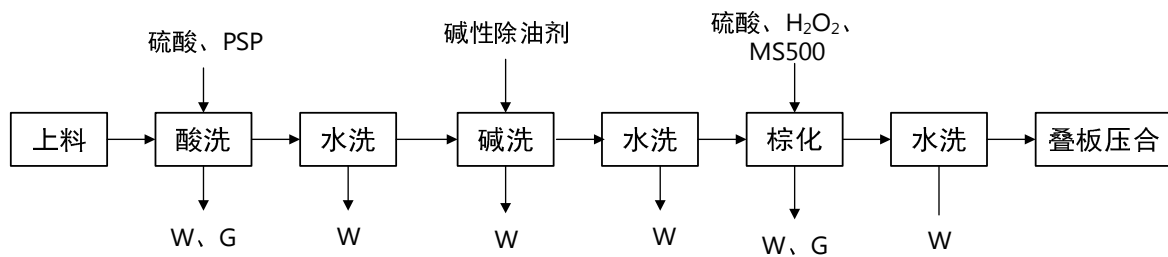 硫酸、PSP
碱性除油剂
硫酸、H₂O₂、
MS500
上料
酸洗
水洗
碱洗
水洗
棕化
水洗
叠板压合
W、G
W
W
W
W、G
W